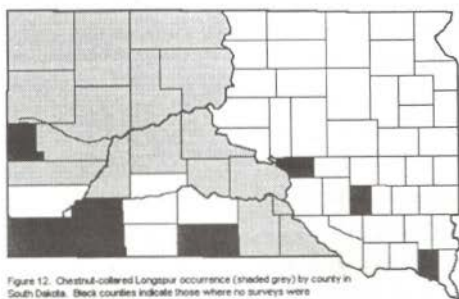 Figure 12. Chestnut-collared Longspur occurrence (shaded grey) by county in
South Dakota. Black counties indicate those where no surveys were